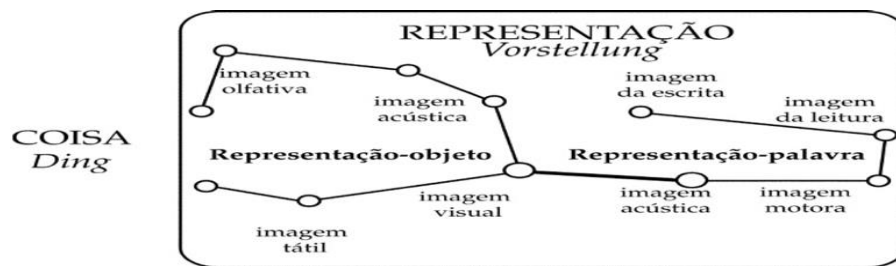 REPRESENTAÇÃO
Vorstellung
imagem
olfativa
imagem
acústica
imagem
da escrita
imagem
da leitura
COISA
Ding
Representação-objeto
Representação-palavra
imagem
visual
imagem
acústica
imagem
motora
imagem
tátil